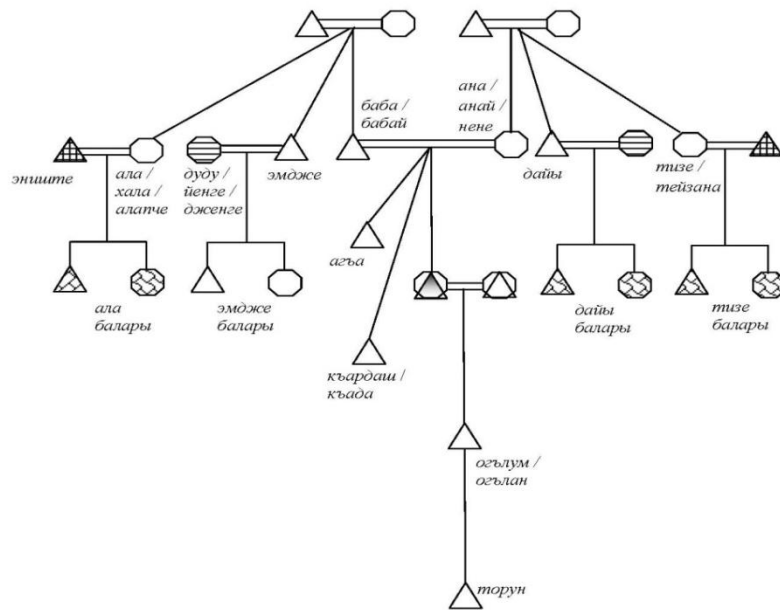 баба /
бабай
ана /
анай /
нене
эниште
ала /
хала /
алапче
дуду /
йенге /
дженге
эмдже
дайы
тизе /
тейзана
агъа
ала
балары
эмдже
балары
дайы
балары
тизе
балары
къардаш /
къада
огълум /
огълан
торун